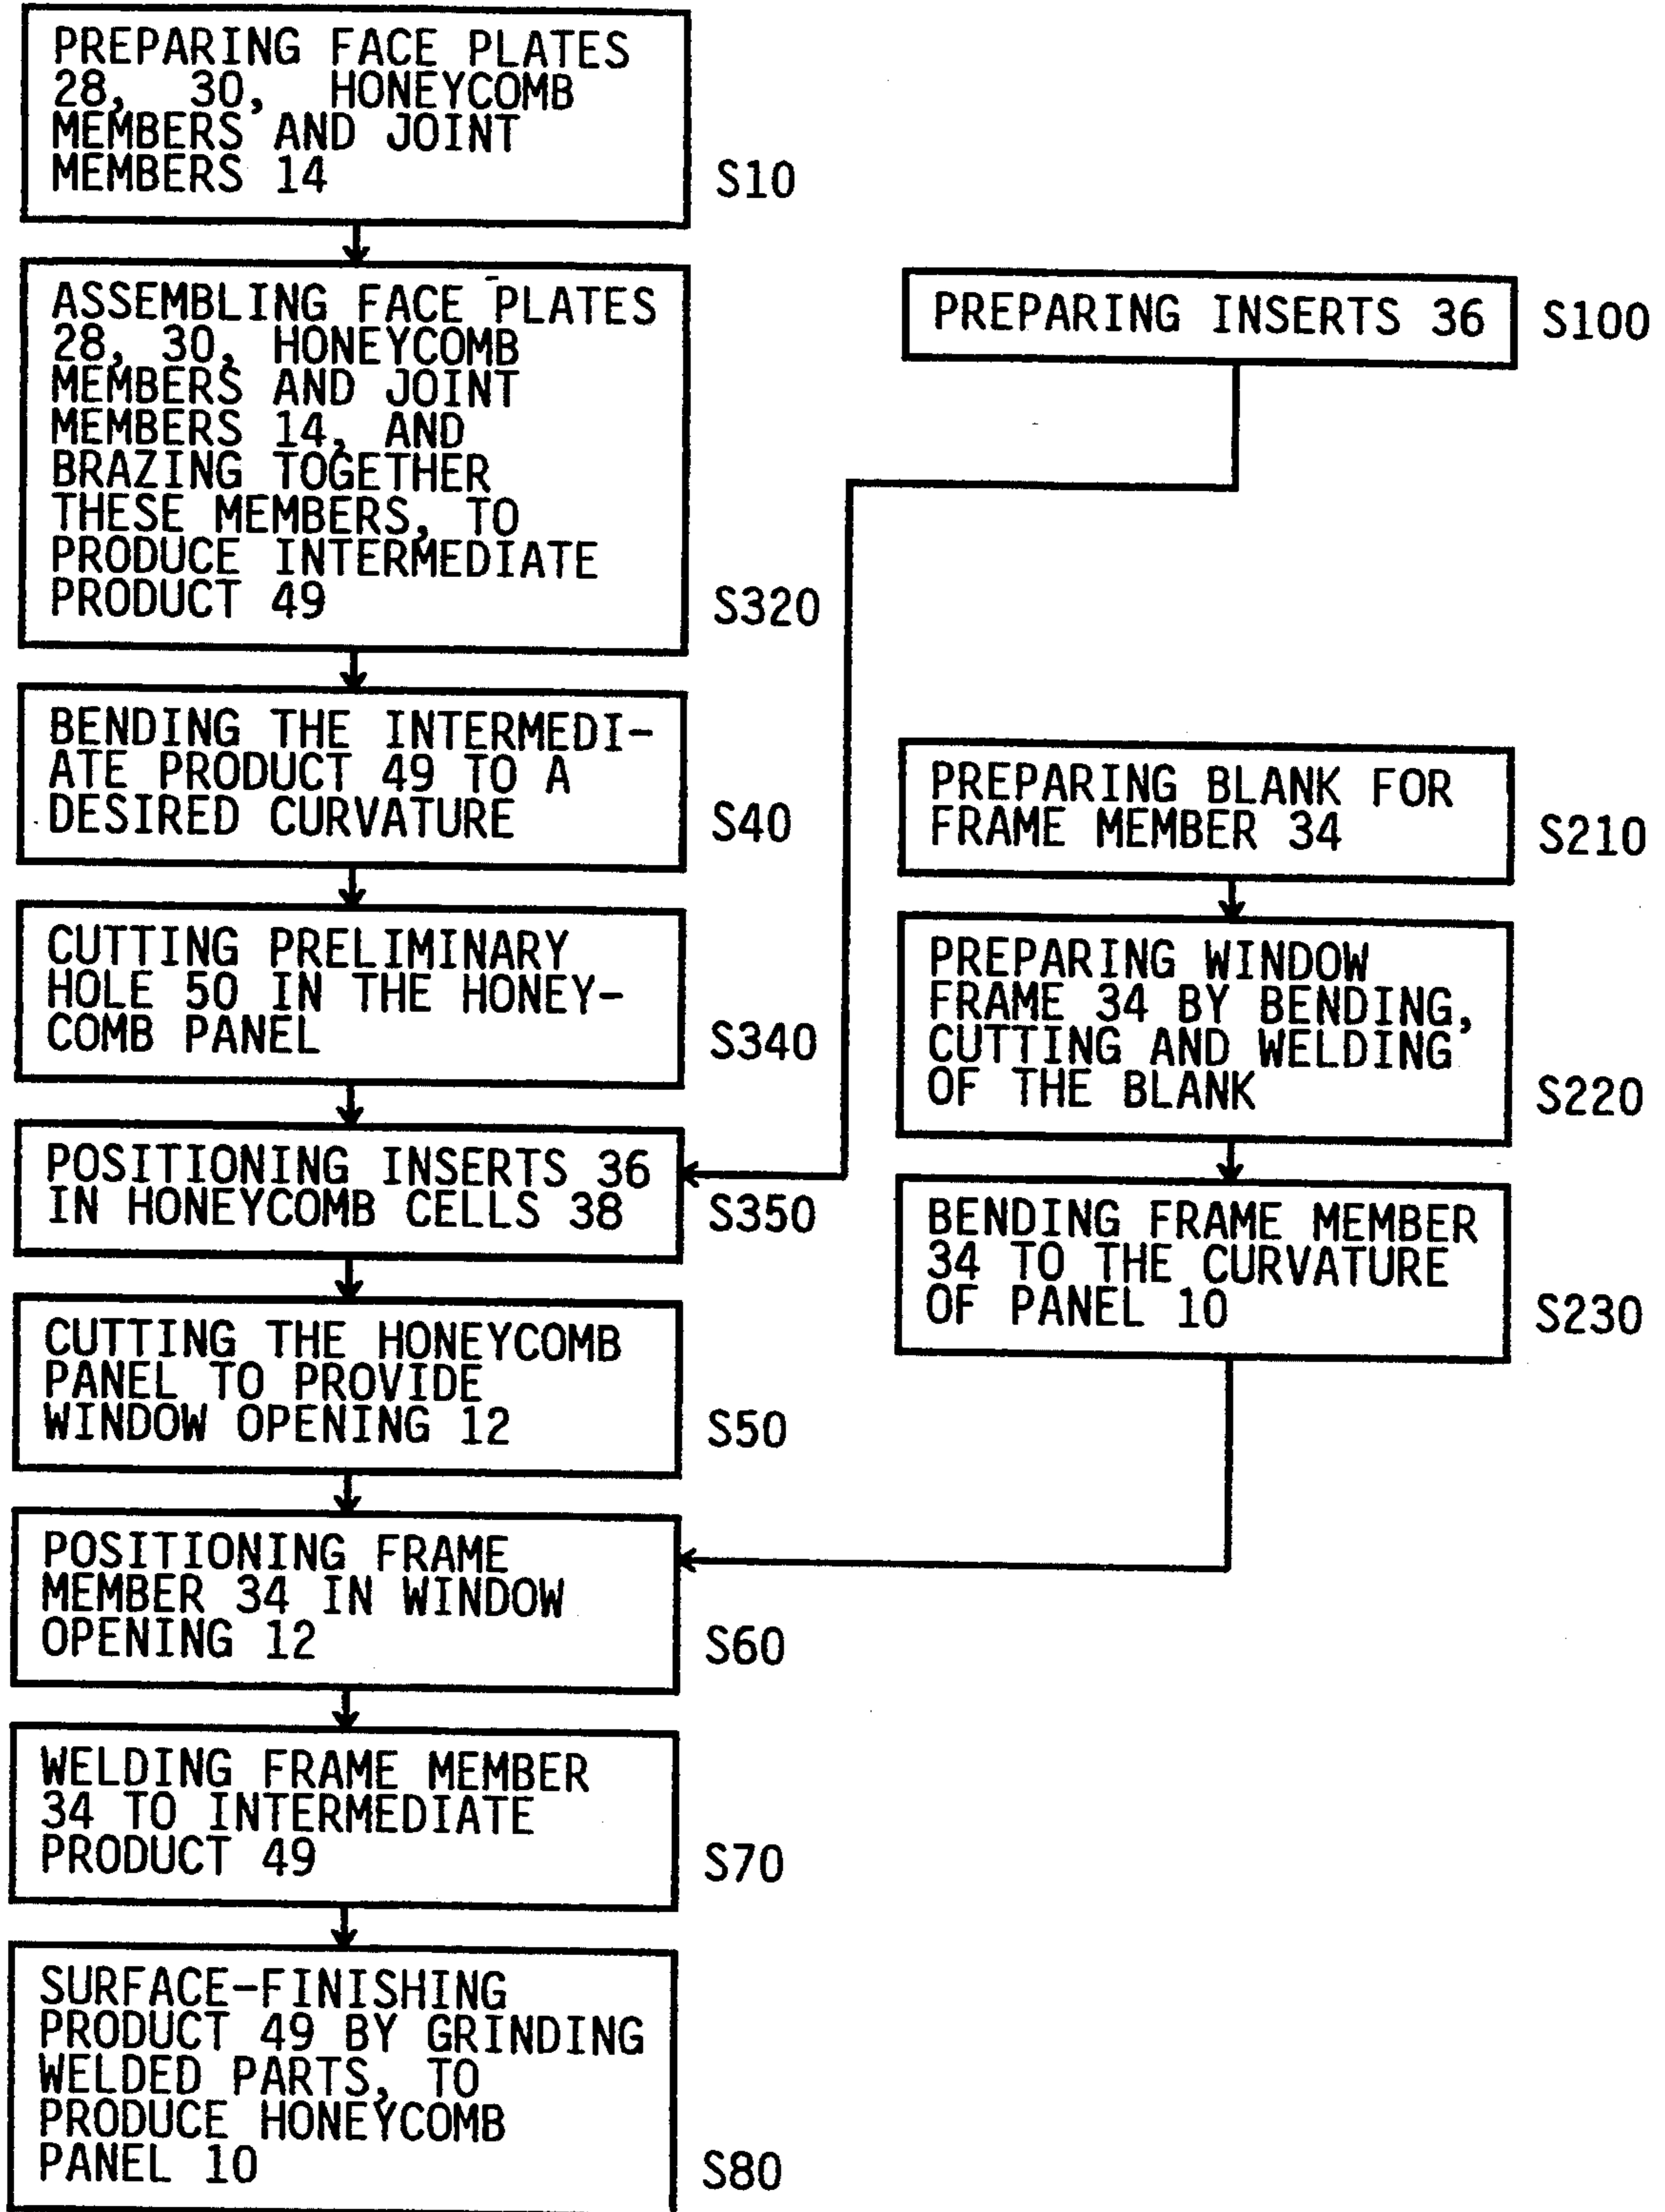 PREPARING FACE PLATES
28, 30, HONEYCOMB
MEMBERS AND JOINT
MEMBERS 14
S10
ASSEMBLING FACE PLATES
28, 30, HONEYCOMB
MEMBERS AND JOINT
MEMBERS 14, AND
BRAZING TOGETHER
THESE MEMBERS, TO
PRODUCE INTERMEDIATE
PRODUCT 49
S320
BENDING THE INTERMEDI-
ATE PRODUCT 49 TO A
DESIRED CURVATURE
S40
CUTTING PRELIMINARY
HOLE 50 IN THE HONEY-
COMB PANEL
S340
POSITIONING INSERTS 36
IN HONEYCOMB CELLS 38
S350
CUTTING THE HONEYCOMB
PANEL TO PROVIDE
WINDOW OPENING 12
S50
POSITIONING FRAME
MEMBER 34 IN WINDOW
OPENING 12
S60
WELDING FRAME MEMBER
34 TO INTERMEDIATE
PRODUCT 49
S70
SURFACE-FINISHING
PRODUCT 49 BY GRINDING
WELDED PARTS, TO
PRODUCE HONEYCOMB
PANEL 10
S80
PREPARING INSERTS 36
S100
PREPARING BLANK FOR
FRAME MEMBER 34
S210
PREPARING WINDOW
FRAME 34 BY BENDING,
CUTTING AND WELDING
OF THE BLANK
S220
BENDING FRAME MEMBER
34 TO THE CURVATURE
OF PANEL 10
S230